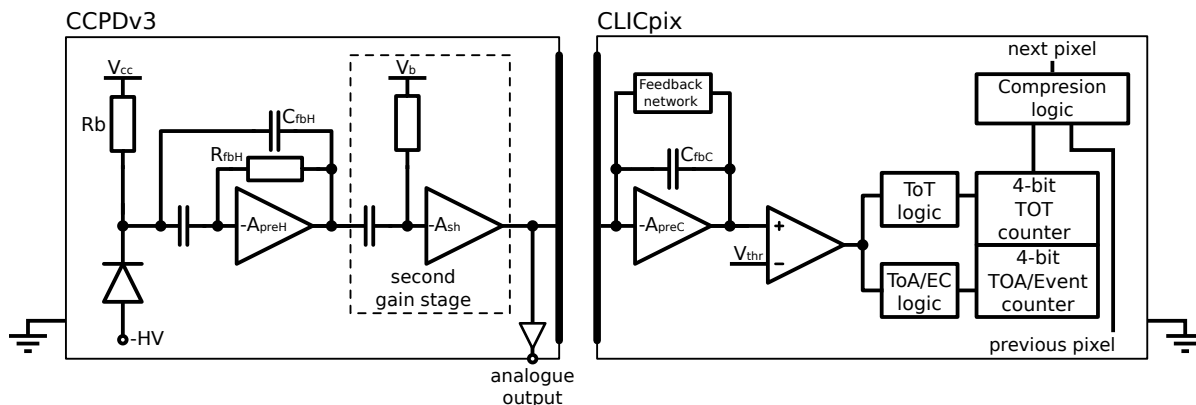 CCPDv3
Vcc
Rb
CfbH
RfbH
-ApreH
-HV
Vb
-Ash
second
gain stage
analogue
output
CLICpix
Feedback
network
CfbC
-ApreC
Vthr
+
−
ToT
logic
ToA/EC
logic
next pixel
Compresion
logic
4-bit
TOT
counter
4-bit
TOA/Event
counter
previous pixel